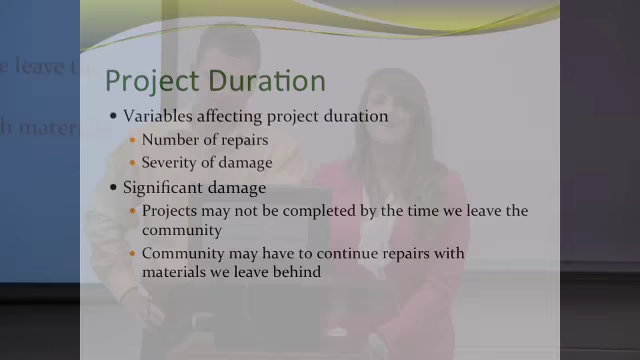 e leave th
h mater
Project Duration
Variables affecting project duration
Number of repairs
Severity of damage
Significant damage
Projects may not be completed by the time we leave the
community
Community may have to continue repairs with
materials we leave behind